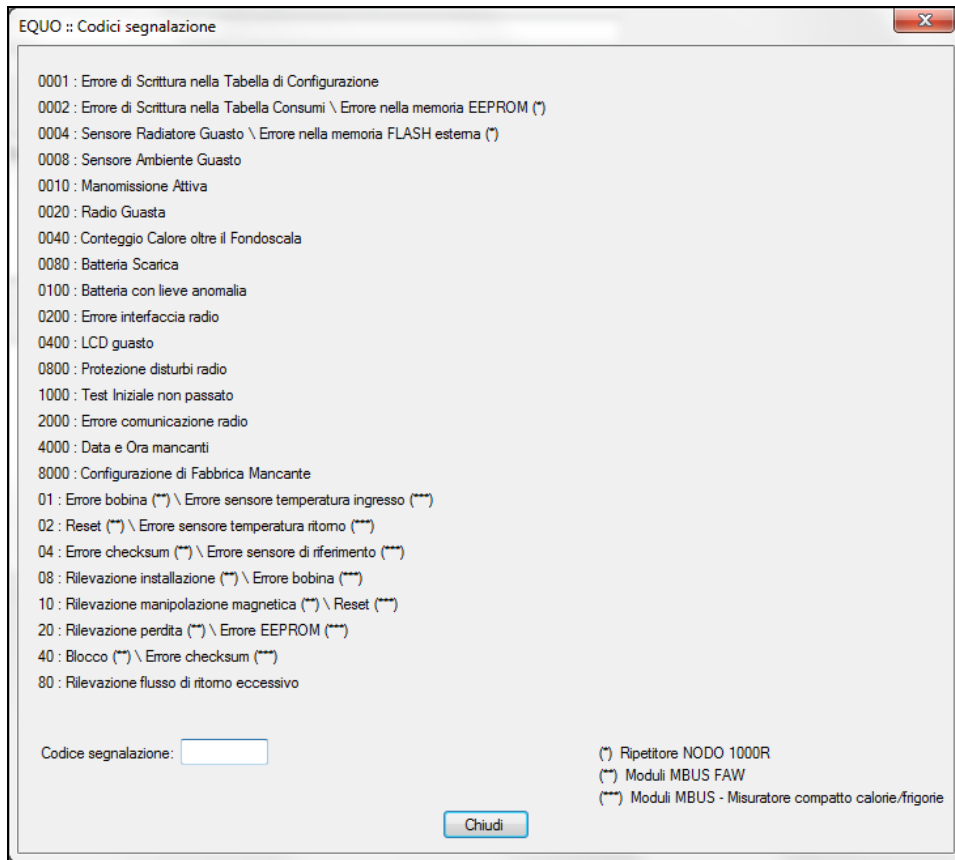 EQUO :: Codici segnalazione
0001 : Errore di Scrittura nella Tabella di Configurazione
0002 : Errore di Scrittura nella Tabella Consumi \ Errore nella memoria EEPROM (*)
0004 : Sensore Radiatore Guasto \ Errore nella memoria FLASH esterna (*)
0008 : Sensore Ambiente Guasto
0010 : Manomissione Attiva
0020 : Radio Guasta
0040 : Conteggio Calore oltre il Fondoscala
0080 : Batteria Scarica
0100 : Batteria con lieve anomalia
0200 : Errore interfaccia radio
0400 : LCD guasto
0800 : Protezione disturbi radio
1000 : Test Iniziale non passato
2000 : Errore comunicazione radio
4000 : Data e Ora mancanti
8000 : Configurazione di Fabbrica Mancante
01 : Errore bobina (**) \ Errore sensore temperatura ingresso (***)
02 : Reset (**) \ Errore sensore temperatura ritorno (***)
04 : Errore checksum (**) \ Errore sensore di riferimento (***)
08 : Rilevazione installazione (**) \ Errore bobina (***)
10 : Rilevazione manipolazione magnetica (**) \ Reset (***)
20 : Rilevazione perdita (**) \ Errore EEPROM (***)
40 : Blocco (**) \ Errore checksum (***)
80 : Rilevazione flusso di ritorno eccessivo
Codice segnalazione:
(*) Ripetitore NODO 1000R
(**) Moduli MBUS FAW
(***) Moduli MBUS - Misuratore compatto calorie/frigorie
Chiudi